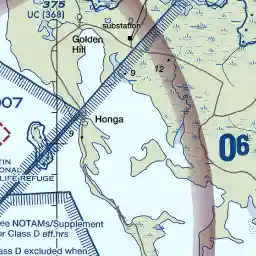 375
UC (368)
substation
Golden
Hill
9
12
007
Honga
9
06
TIN
ONAL
LIFE REFUGE
ee NOTAMs/Supplement
or Class D eff.hrs
ass D excluded when